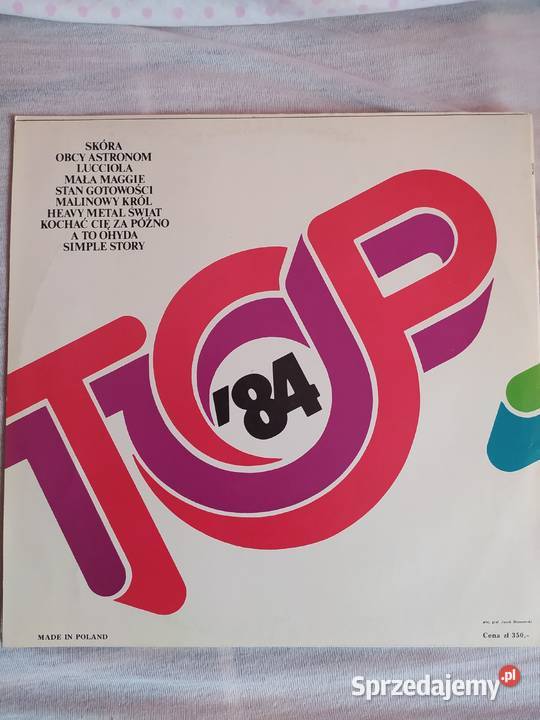 SKÓRA
OBCY ASTRONOM
LUCCIOLA
MAŁA MAGGIE
STAN GOTOWOŚCI
MALINOWY KRÓL
HEAVY METAL ŚWIAT
KOCHAĆ CIĘ ZA PÓŹNO
A TO OHYDA
SIMPLE STORY
TOP
'84
MADE IN POLAND
Cena zł 350,-
Sprzedajemy.pl